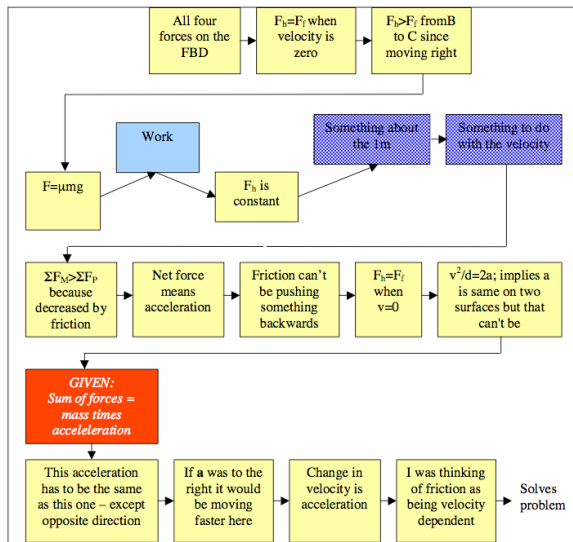 All four
forces on the
FBD
Fh=Ff when
velocity is
zero
Fh>Ff fromB
to C since
moving right
Work
Something about
the 1m
Something to do
with the velocity
F=μmg
Fh is
constant
ΣFM>ΣFP
because
decreased by
friction
Net force
means
acceleration
Friction can't
be pushing
something
backwards
Fh=Ff
when
v=0
v²/d=2a; implies a
is same on two
surfaces but that
can't be
GIVEN:
Sum of forces =
mass times
acceleleration
This acceleration
has to be the same
as this one – except
opposite direction
If a was to the
right it would
be moving
faster here
Change in
velocity is
acceleration
I was thinking
of friction as
being velocity
dependent
Solves
problem